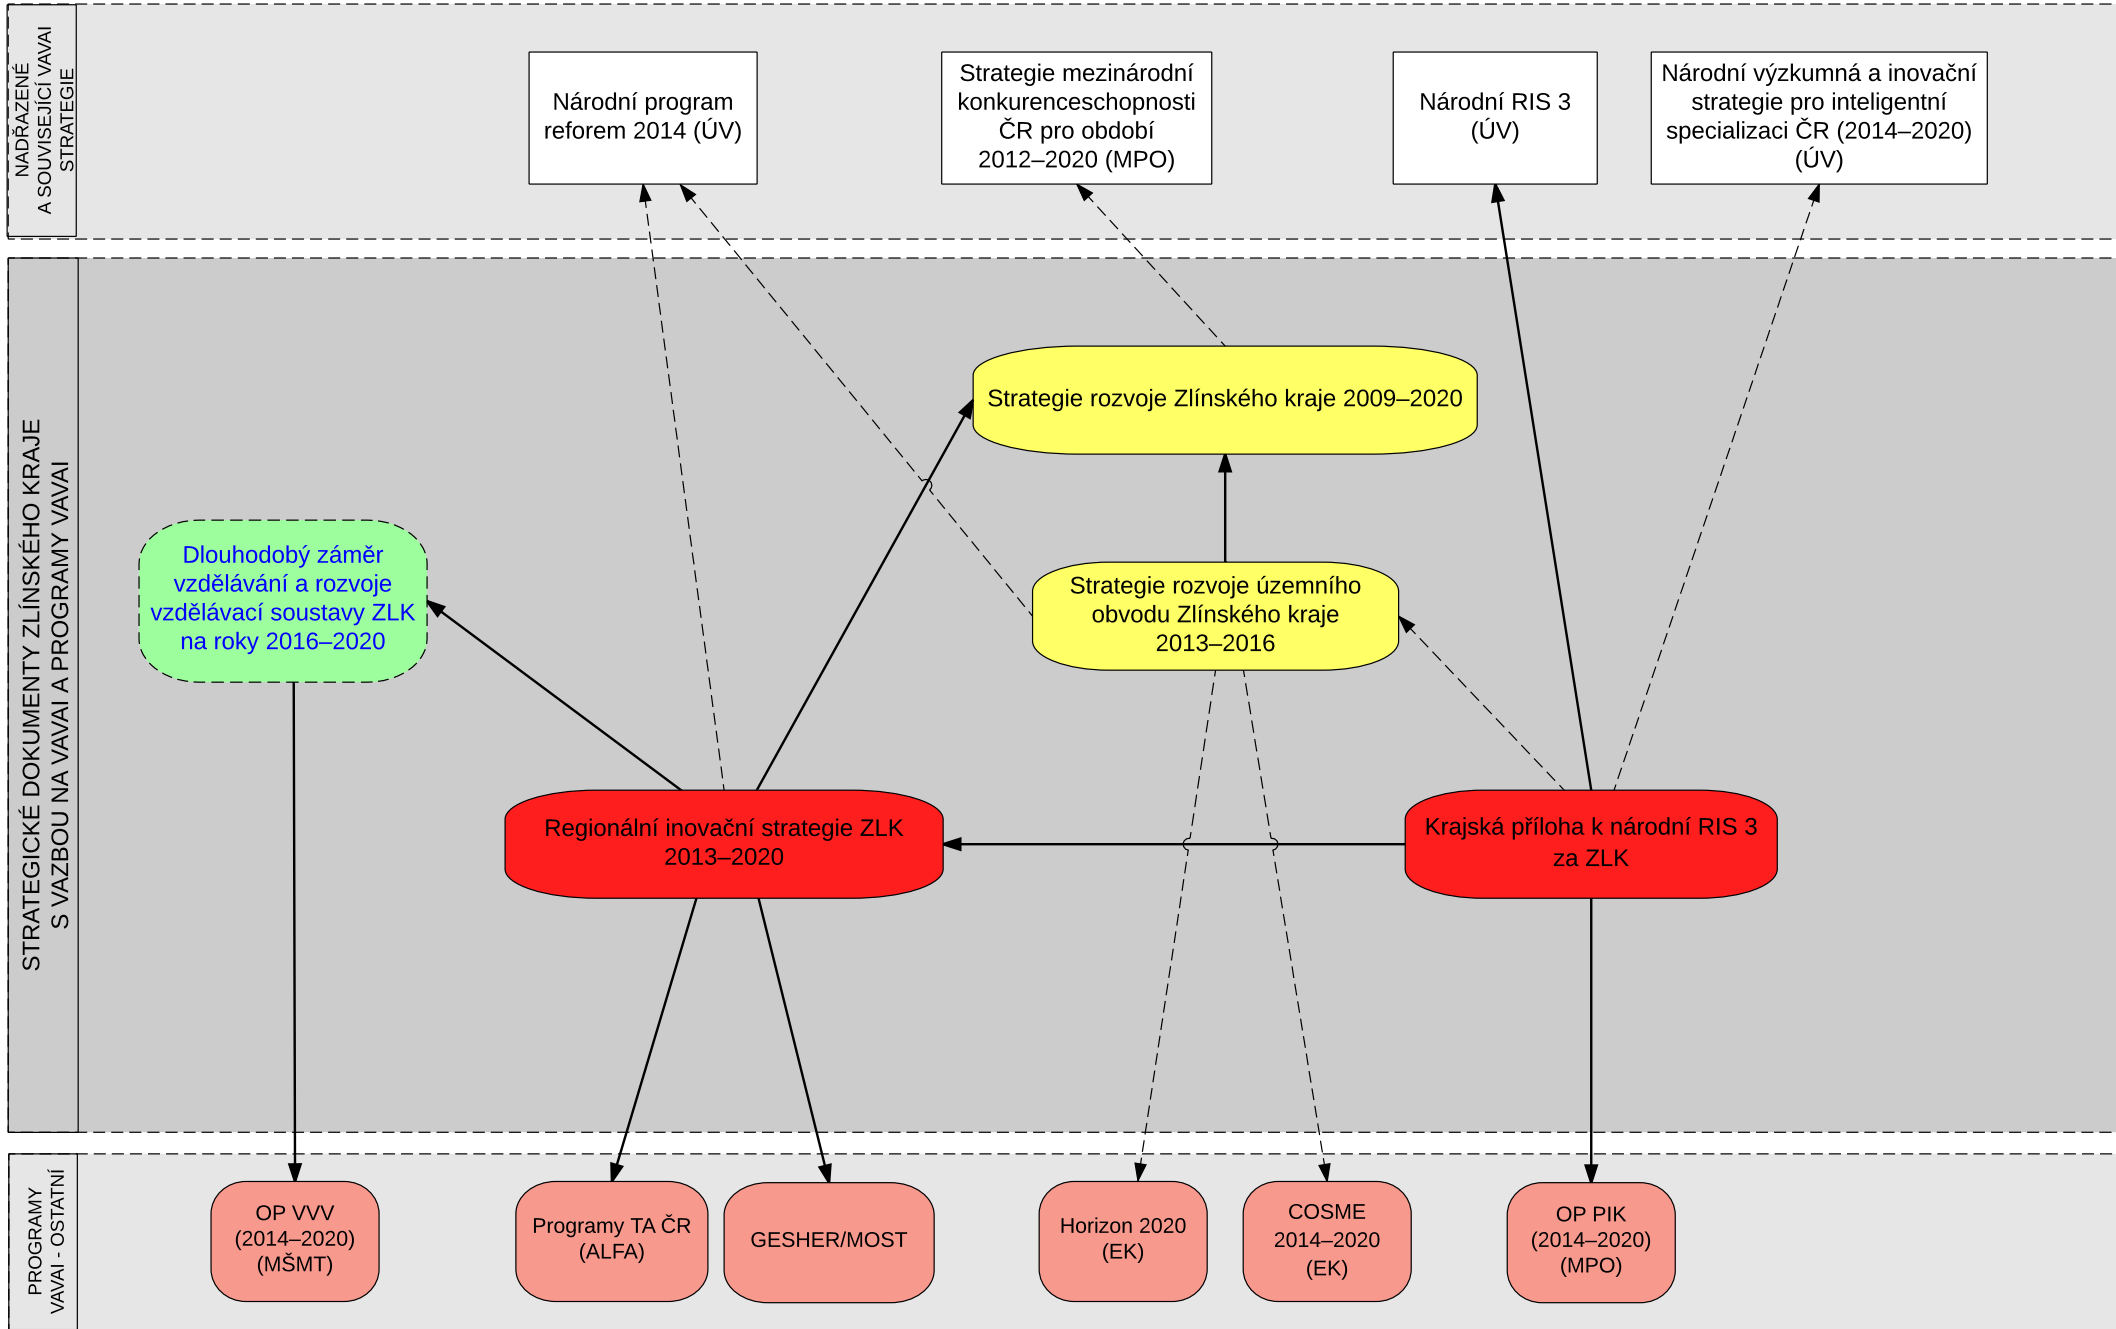 NADŘAZENÉ
A SOUVISEJÍCÍ VAVAI
STRATEGIE
Národní program
reforem 2014 (ÚV)
Strategie mezinárodní
konkurenceschopnosti
ČR pro období
2012–2020 (MPO)
Národní RIS 3
(ÚV)
Národní výzkumná a inovační
strategie pro inteligentní
specializaci ČR (2014–2020)
(ÚV)
STRATEGICKÉ DOKUMENTY ZLÍNSKÉHO KRAJE
S VAZBOU NA VAVAI A PROGRAMY VAVAI
Strategie rozvoje Zlínského kraje 2009–2020
Dlouhodobý záměr
vzdělávání a rozvoje
vzdělávací soustavy ZLK
na roky 2016–2020
Strategie rozvoje územního
obvodu Zlínského kraje
2013–2016
Regionální inovační strategie ZLK
2013–2020
Krajská příloha k národní RIS 3
za ZLK
PROGRAMY
VAVAI - OSTATNÍ
OP VVV
(2014–2020)
(MŠMT)
Programy TA ČR
(ALFA)
GESHER/MOST
Horizon 2020
(EK)
COSME
2014–2020
(EK)
OP PIK
(2014–2020)
(MPO)